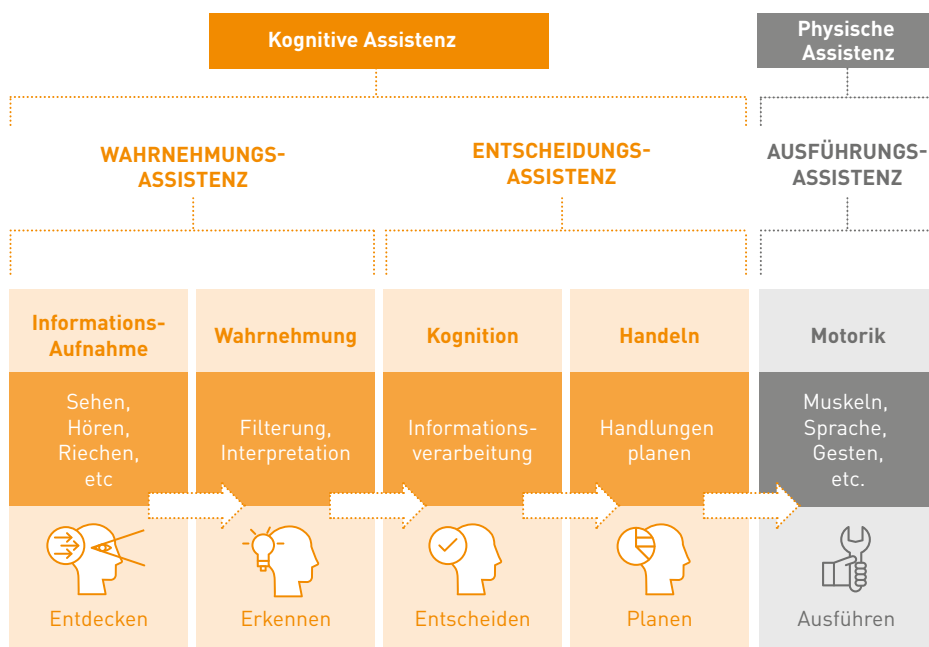 Kognitive Assistenz
Physische
Assistenz
WAHRNEHMUNGS-
ASSISTENZ
ENTSCHEIDUNGS-
ASSISTENZ
AUSFÜHRUNGS-
ASSISTENZ
Informations-
Aufnahme
Wahrnehmung
Kognition
Handeln
Motorik
Sehen,
Hören,
Riechen,
etc
Filterung,
Interpretation
Informations-
verarbeitung
Handlungen
planen
Muskeln,
Sprache,
Gesten,
etc.
Entdecken
Erkennen
Entscheiden
Planen
Ausführen